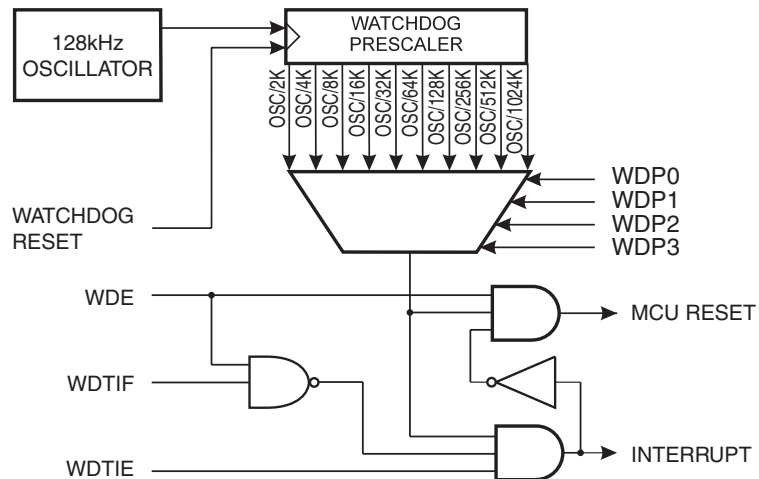 128kHz
OSCILLATOR
WATCHDOG
PRESCALER
OSC/2K
OSC/4K
OSC/8K
OSC/16K
OSC/32K
OSC/64K
OSC/128K
OSC/256K
OSC/512K
OSC/1024K
WDP0
WDP1
WDP2
WDP3
WATCHDOG
RESET
WDE
MCU RESET
WDTIF
WDTIE
INTERRUPT